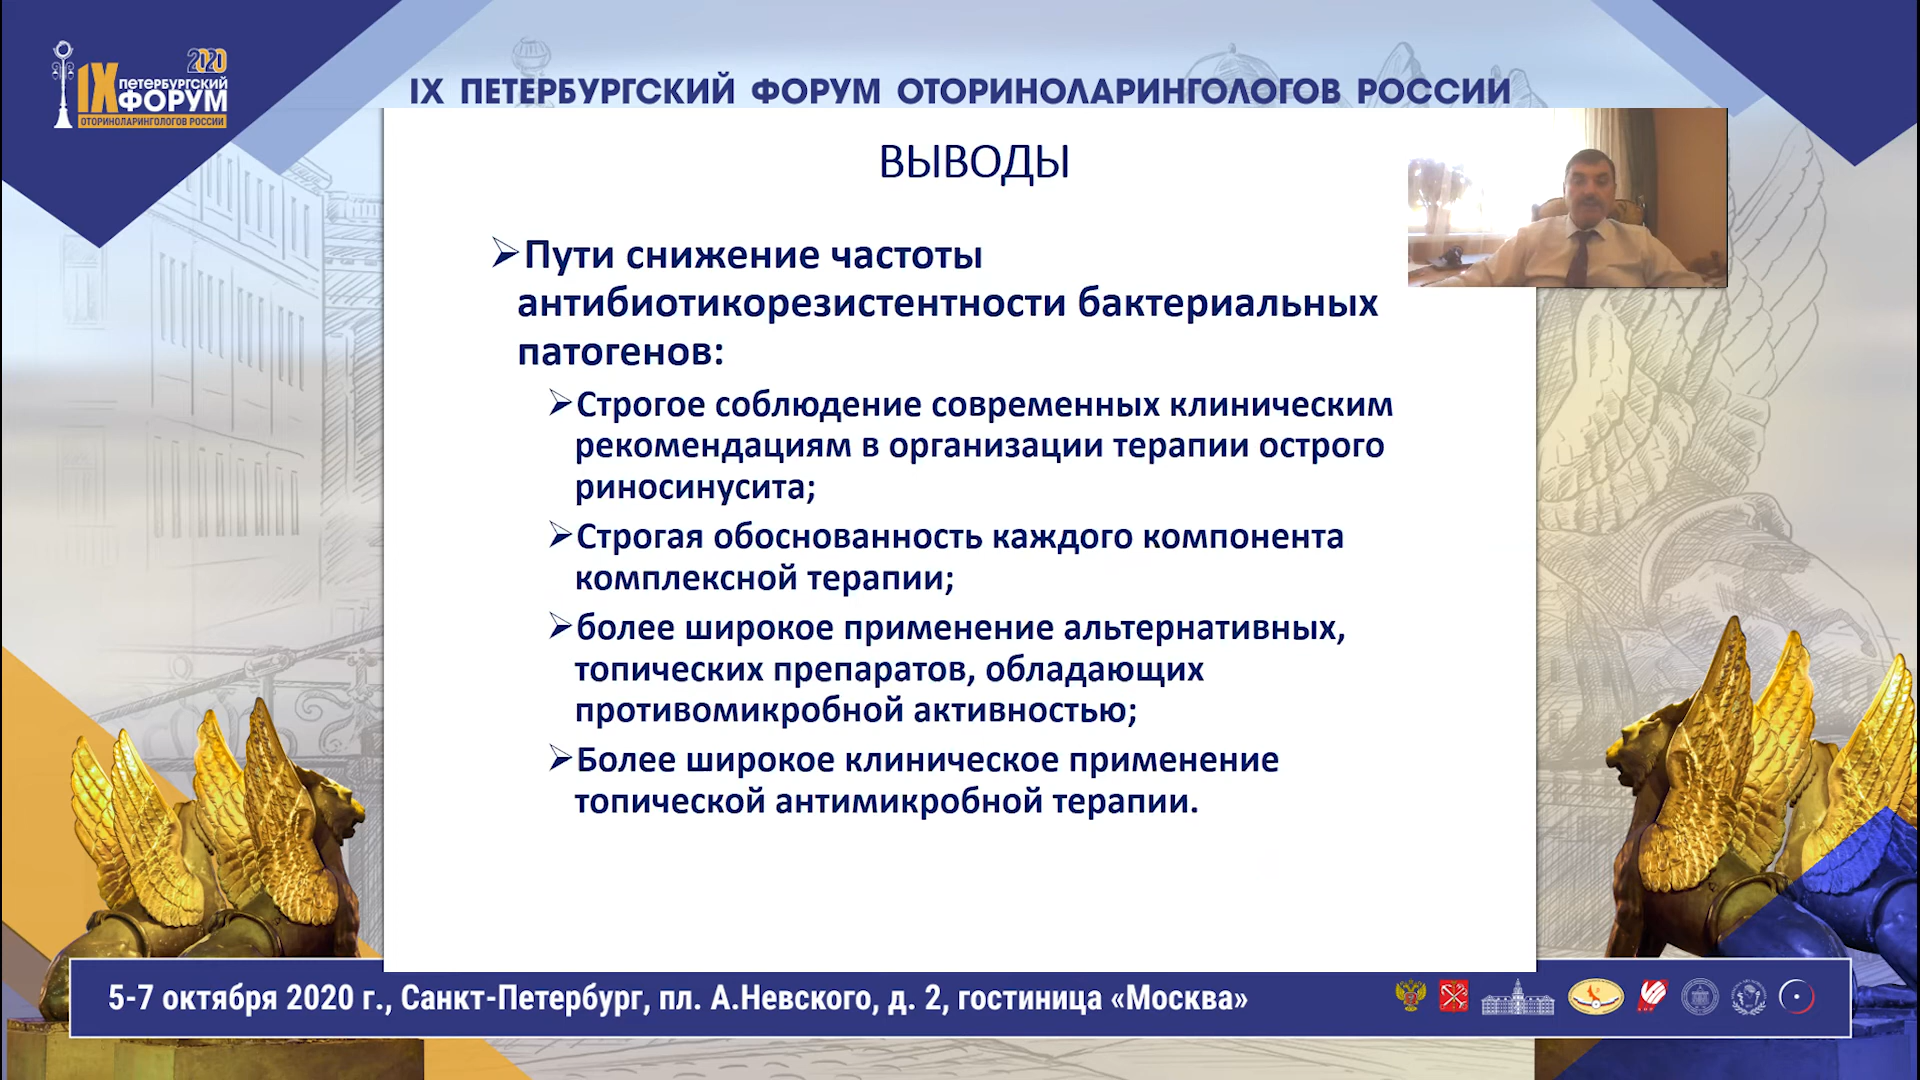 2020
IX ПЕТЕРБУРГСКИЙ
ФОРУМ
ОТОРИНОЛАРИНГОЛОГОВ РОССИИ
IX ПЕТЕРБУРГСКИЙ ФОРУМ ОТОРИНОЛАРИНГОЛОГОВ РОССИИ
ВЫВОДЫ
Пути снижение частоты
антибиотикорезистентности бактериальных
патогенов:
Строгое соблюдение современных клиническим
рекомендациям в организации терапии острого
риносинусита;
Строгая обоснованность каждого компонента
комплексной терапии;
более широкое применение альтернативных,
топических препаратов, обладающих
противомикробной активностью;
Более широкое клиническое применение
топической антимикробной терапии.
5-7 октября 2020 г., Санкт-Петербург, пл. А.Невского, д. 2, гостиница «Москва»